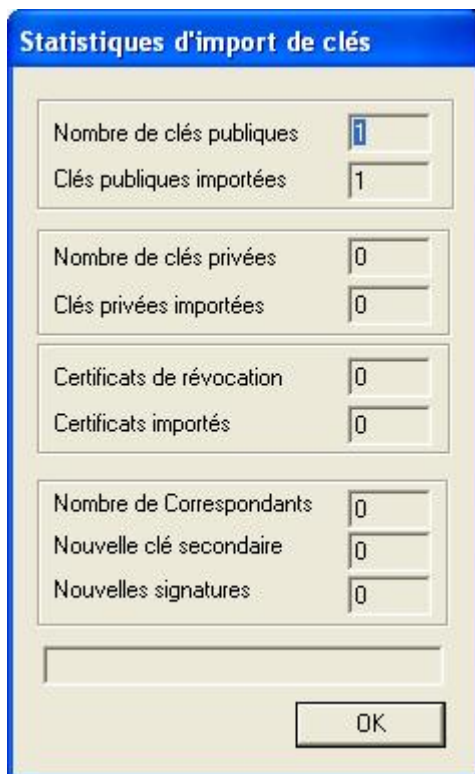 Statistiques d'import de clés
Nombre de clés publiques 1
Clés publiques importées 1
Nombre de clés privées 0
Clés privées importées 0
Certificats de révocation 0
Certificats importés 0
Nombre de Correspondants 0
Nouvelle clé secondaire 0
Nouvelles signatures 0
OK